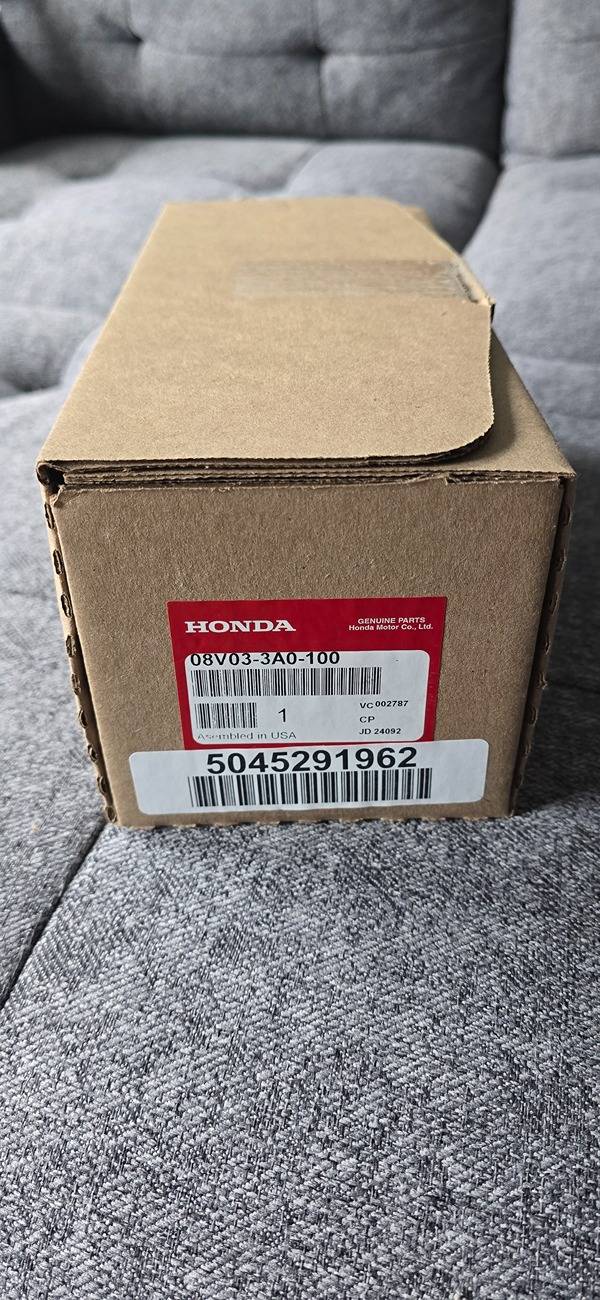 HONDA
GENUINE PARTS
Honda Motor Co., Ltd.
08V03-3A0-100
1
VC 002787
CP
JD 24092
Assembled in USA
5045291962